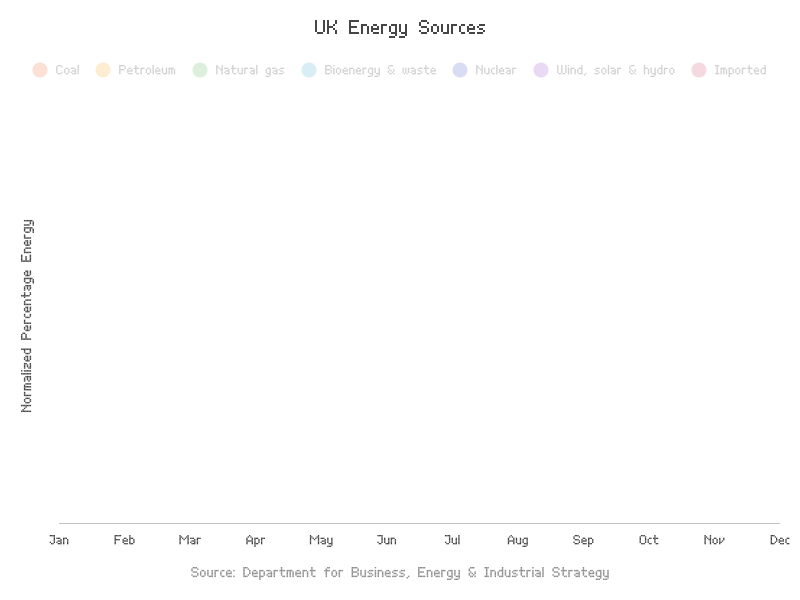 UK Energy Sources
Coal Petroleum Natural gas Bioenergy & waste Nuclear Wind, solar & hydro Imported
Normalized Percentage Energy
Jan Feb Mar Apr May Jun Jul Aug Sep Oct Nov Dec
Source: Department for Business, Energy & Industrial Strategy